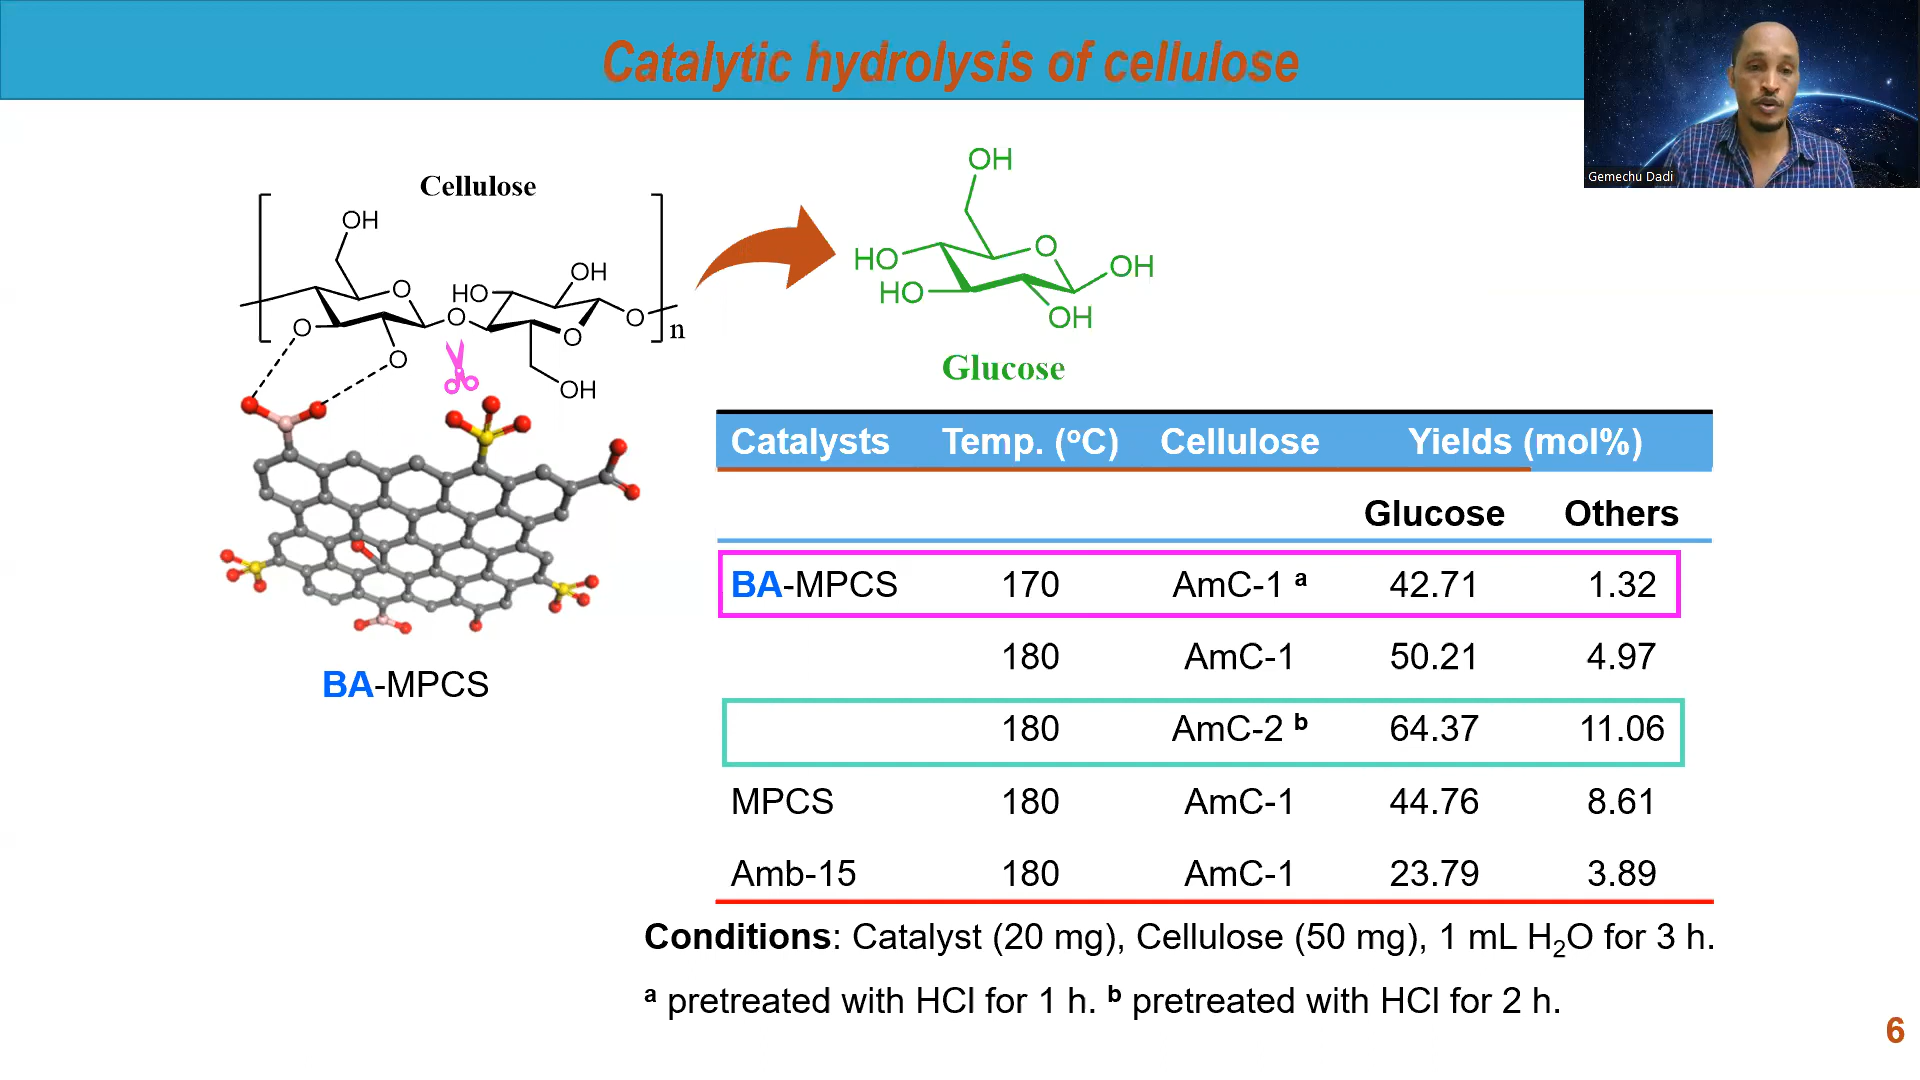 Catalytic hydrolysis of cellulose
Gemechu Dadi
Cellulose
OH
OH
HO
O
O
O
O
O
O
OH
n
OH
HO
O
OH
HO
OH
Glucose
BA-MPCS
Catalysts Temp. (°C) Cellulose Yields (mol%)
Glucose Others
BA-MPCS 170 AmC-1 a 42.71 1.32
180 AmC-1 50.21 4.97
180 AmC-2 b 64.37 11.06
MPCS 180 AmC-1 44.76 8.61
Amb-15 180 AmC-1 23.79 3.89
Conditions: Catalyst (20 mg), Cellulose (50 mg), 1 mL H₂O for 3 h.
a pretreated with HCl for 1 h. b pretreated with HCl for 2 h.
6